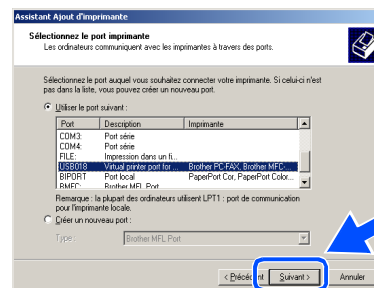 Assistant Ajout d'imprimante
Sélectionnez le port imprimante
Les ordinateurs communiquent avec les imprimantes à travers des ports.
Sélectionnez le port auquel vous souhaitez connecter votre imprimante. Si celui-ci n'est
pas dans la liste, vous pouvez créer un nouveau port.
Utiliser le port suivant :
Port Description Imprimante
COM3: Port série
COM4: Port série
FILE: Impression dans un fi...
USB018 Virtual printer port for ... Brother PC-FAX, Brother MFC-...
BIPORT Port local PaperPort Cor, PaperPort Color...
BMFC: Brother MFL Port
Remarque : la plupart des ordinateurs utilisent LPT1 : port de communication
pour l'imprimante locale.
Créer un nouveau port :
Type : Brother MFL Port
< Précédent Suivant > Annuler